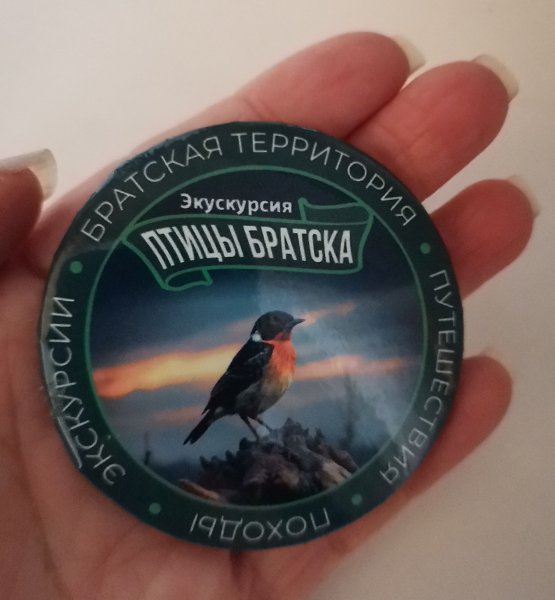 БРАТСКАЯ ТЕРРИТОРИЯ
ПУТЕШЕСТВИЯ
ПОХОДЫ
ЭКСКУРСИИ
Экускурсия
ПТИЦЫ БРАТСКА